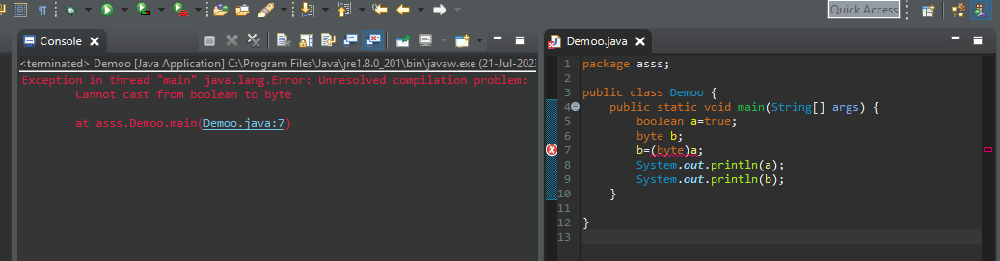 Quick Access
Console
<terminated> Demoo [Java Application] C:\Program Files\Java\jre1.8.0_201\bin\javaw.exe (21-Jul-2023
Exception in thread "main" java.lang.Error: Unresolved compilation problem:
Cannot cast from boolean to byte
at asss.Demoo.main(Demoo.java:7)
Demoo.java
1 package asss;
2
3 public class Demoo {
4 public static void main(String[] args) {
5 boolean a=true;
6 byte b;
7 b=(byte)a;
8 System.out.println(a);
9 System.out.println(b);
10 }
11
12 }
13